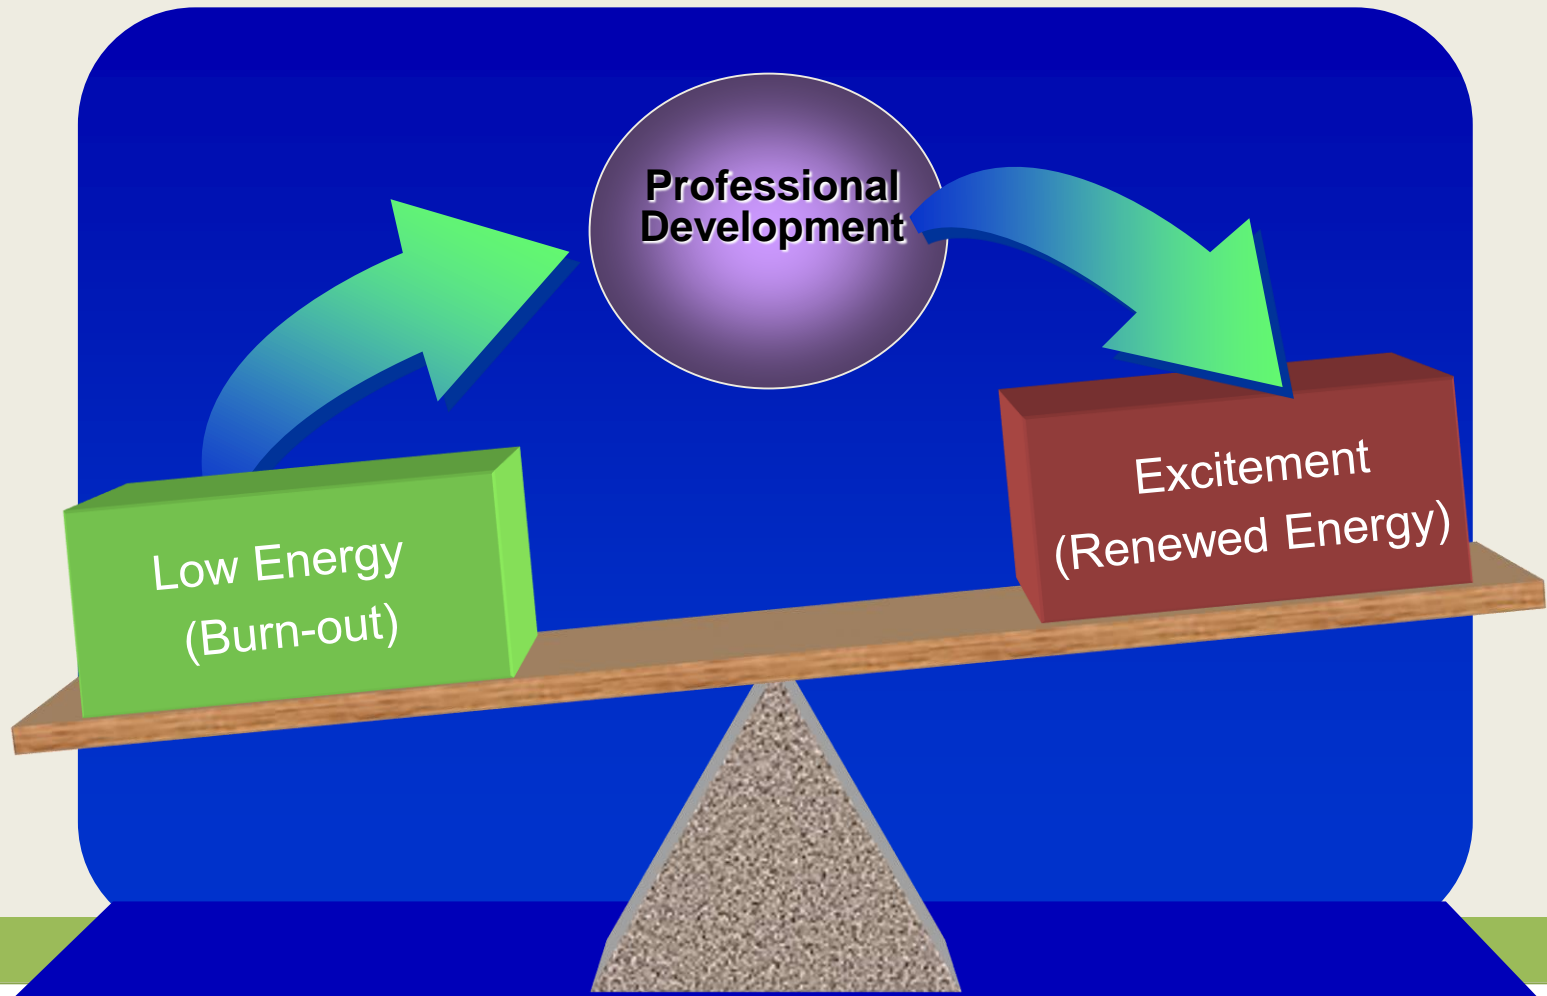 Professional
Development
Low Energy
(Burn-out)
Excitement
(Renewed Energy)